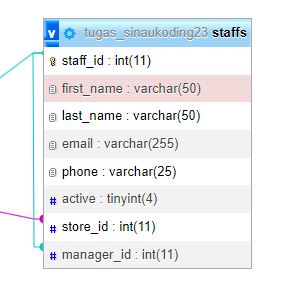 v tugas_sinaukoding23 staffs
staff_id : int(11)
first_name : varchar(50)
last_name : varchar(50)
email : varchar(255)
phone : varchar(25)
# active : tinyint(4)
# store_id : int(11)
# manager_id : int(11)